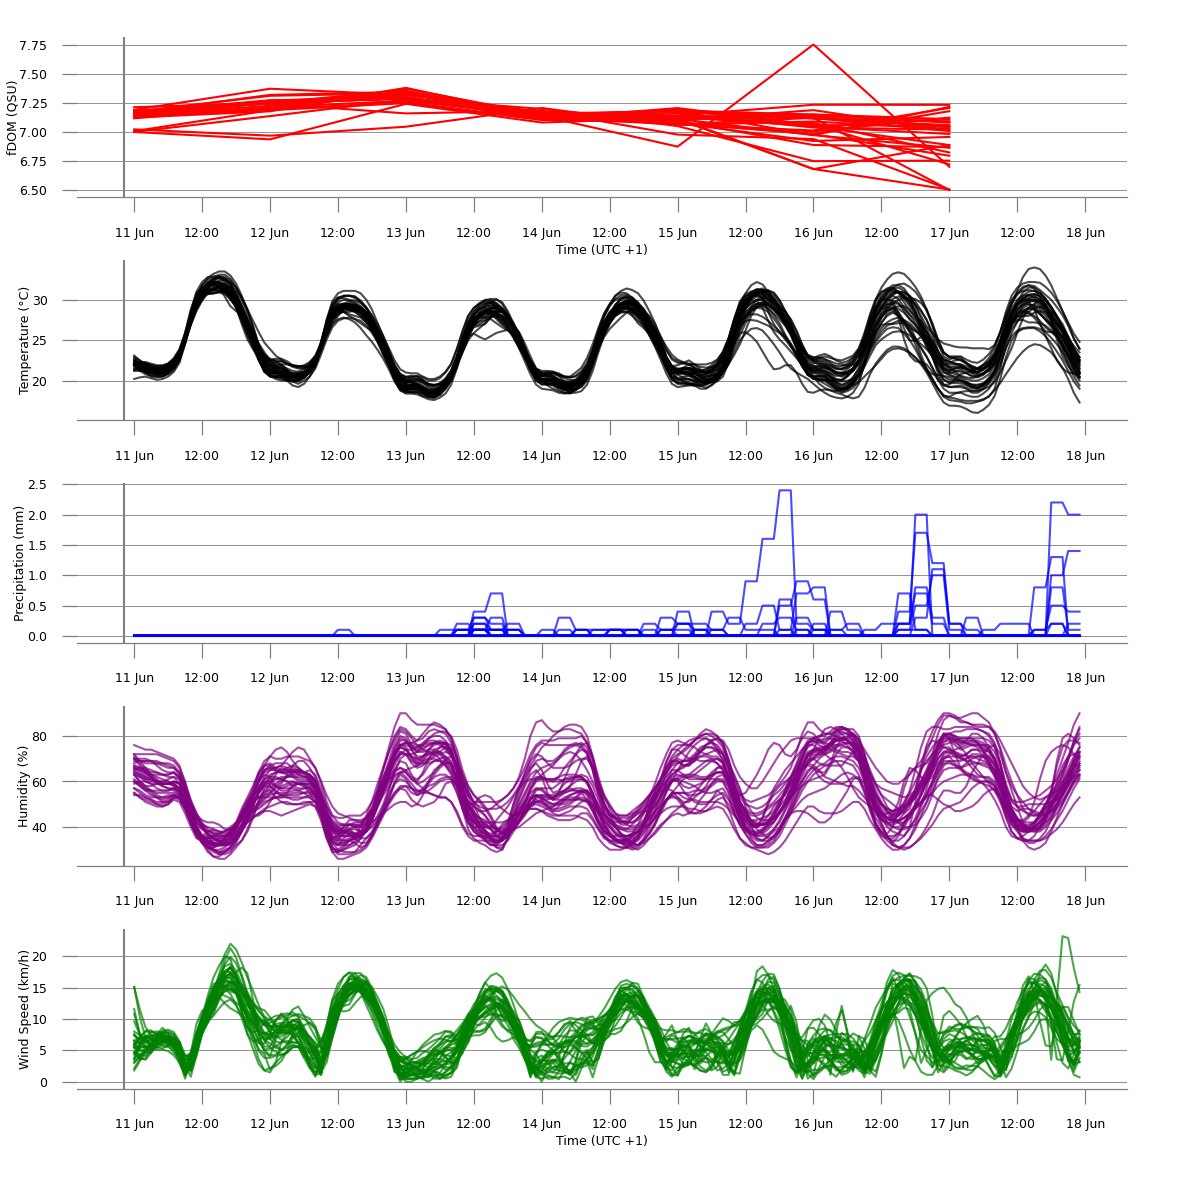 7.75
7.50
7.25
7.00
6.75
6.50
fDOM (QSU)
11 Jun 12:00 12 Jun 12:00 13 Jun 12:00 14 Jun 12:00 15 Jun 12:00 16 Jun 12:00 17 Jun 12:00 18 Jun
Time (UTC +1)
30
25
20
Temperature (°C)
11 Jun 12:00 12 Jun 12:00 13 Jun 12:00 14 Jun 12:00 15 Jun 12:00 16 Jun 12:00 17 Jun 12:00 18 Jun
2.5
2.0
1.5
1.0
0.5
0.0
Precipitation (mm)
11 Jun 12:00 12 Jun 12:00 13 Jun 12:00 14 Jun 12:00 15 Jun 12:00 16 Jun 12:00 17 Jun 12:00 18 Jun
80
60
40
Humidity (%)
11 Jun 12:00 12 Jun 12:00 13 Jun 12:00 14 Jun 12:00 15 Jun 12:00 16 Jun 12:00 17 Jun 12:00 18 Jun
20
15
10
5
0
Wind Speed (km/h)
11 Jun 12:00 12 Jun 12:00 13 Jun 12:00 14 Jun 12:00 15 Jun 12:00 16 Jun 12:00 17 Jun 12:00 18 Jun
Time (UTC +1)